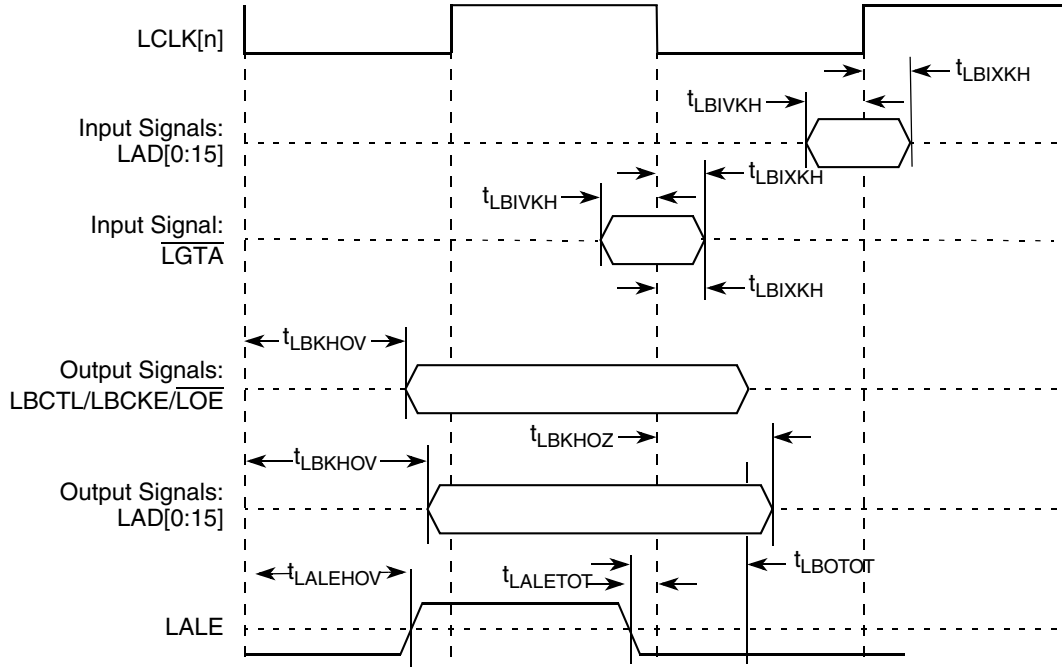 LCLK[n]
tLBIXKH
tLBIVKH
Input Signals:
LAD[0:15]
tLBIXKH
tLBIVKH
Input Signal:
LGTA
tLBIXKH
tLBKHOV
Output Signals:
LBCTL/LBCKE/LOE
tLBKHOZ
tLBKHOV
Output Signals:
LAD[0:15]
tLBOTOT
tLALEHOV
tLALETOT
LALE